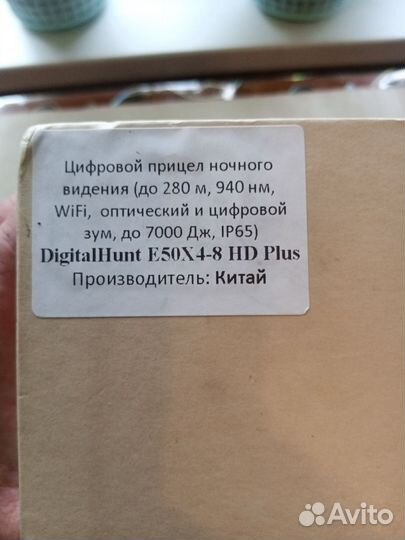 Цифровой прицел ночного
видения (до 280 м, 940 нм,
WiFi, оптический и цифровой
зум, до 7000 Дж, IP65)
DigitalHunt E50X4-8 HD Plus
Производитель: Китай
Avito